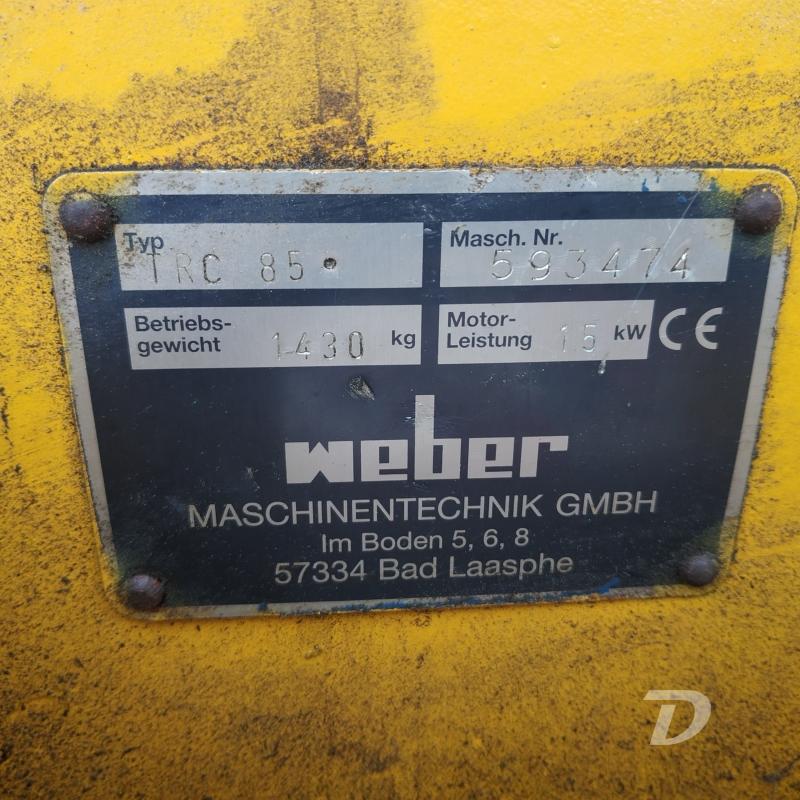 Typ TRC 85
Masch. Nr. 593474
Betriebs-
gewicht 1430 kg
Motor-
Leistung 15 kW CE
weber
MASCHINENTECHNIK GMBH
Im Boden 5, 6, 8
57334 Bad Laasphe
D